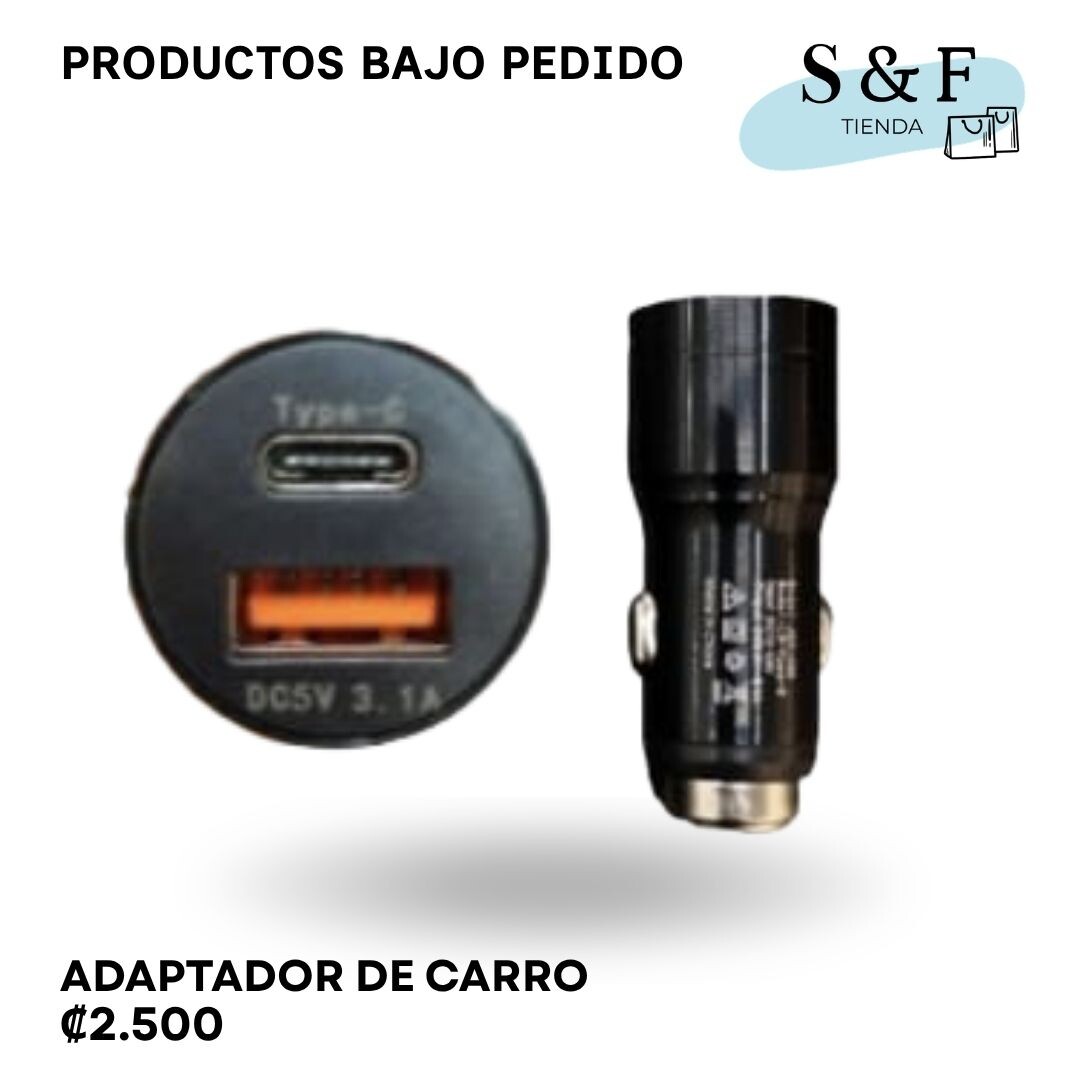 PRODUCTOS BAJO PEDIDO
S & F
TIENDA
Type-C
DC5V 3.1A
ADAPTADOR DE CARRO
₡2.500